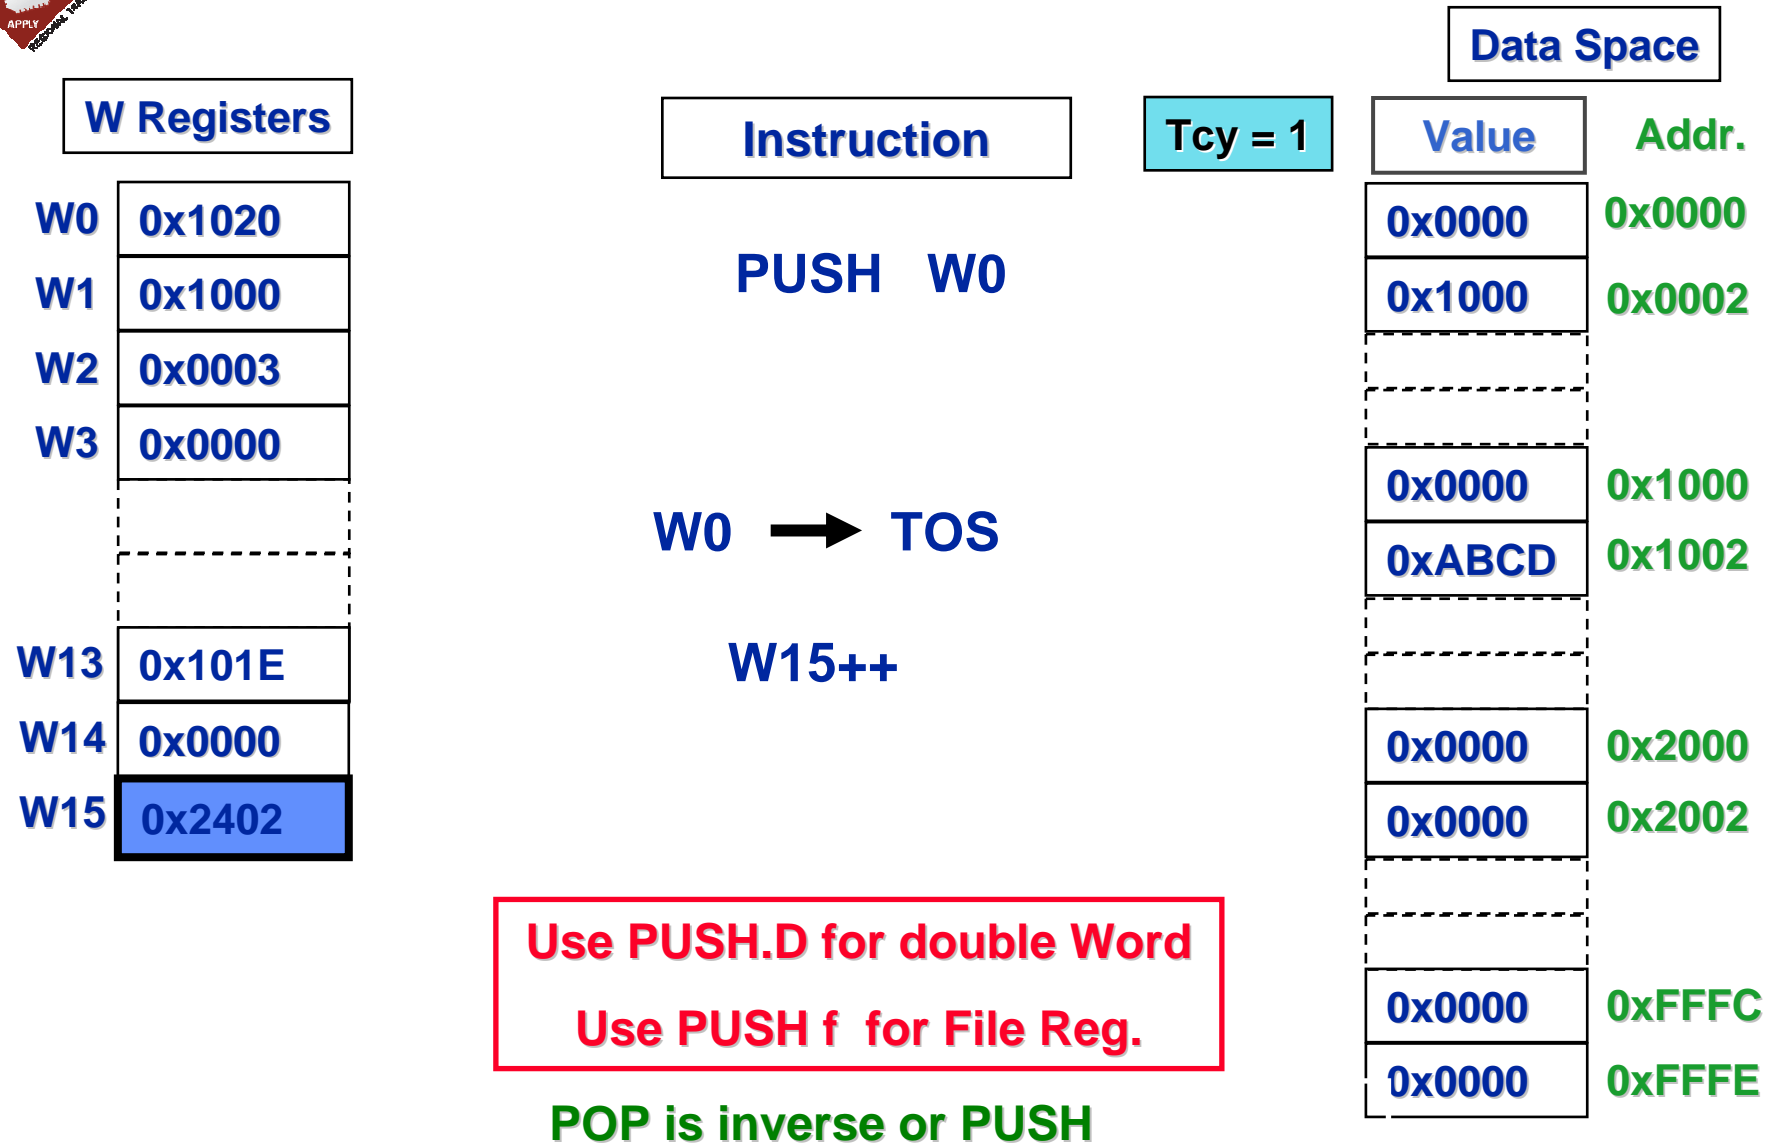 APPLY
REGIONAL
Data Space
W Registers
Instruction
Tcy = 1
Value
Addr.
W0 0x1020
W1 0x1000
W2 0x0003
W3 0x0000
W13 0x101E
W14 0x0000
W15 0x2402
PUSH W0
W0 TOS
W15++
0x0000 0x0000
0x1000 0x0002
0x0000 0x1000
0xABCD 0x1002
0x0000 0x2000
0x0000 0x2002
0x0000 0xFFFC
0x0000 0xFFFE
Use PUSH.D for double Word
Use PUSH f for File Reg.
POP is inverse or PUSH